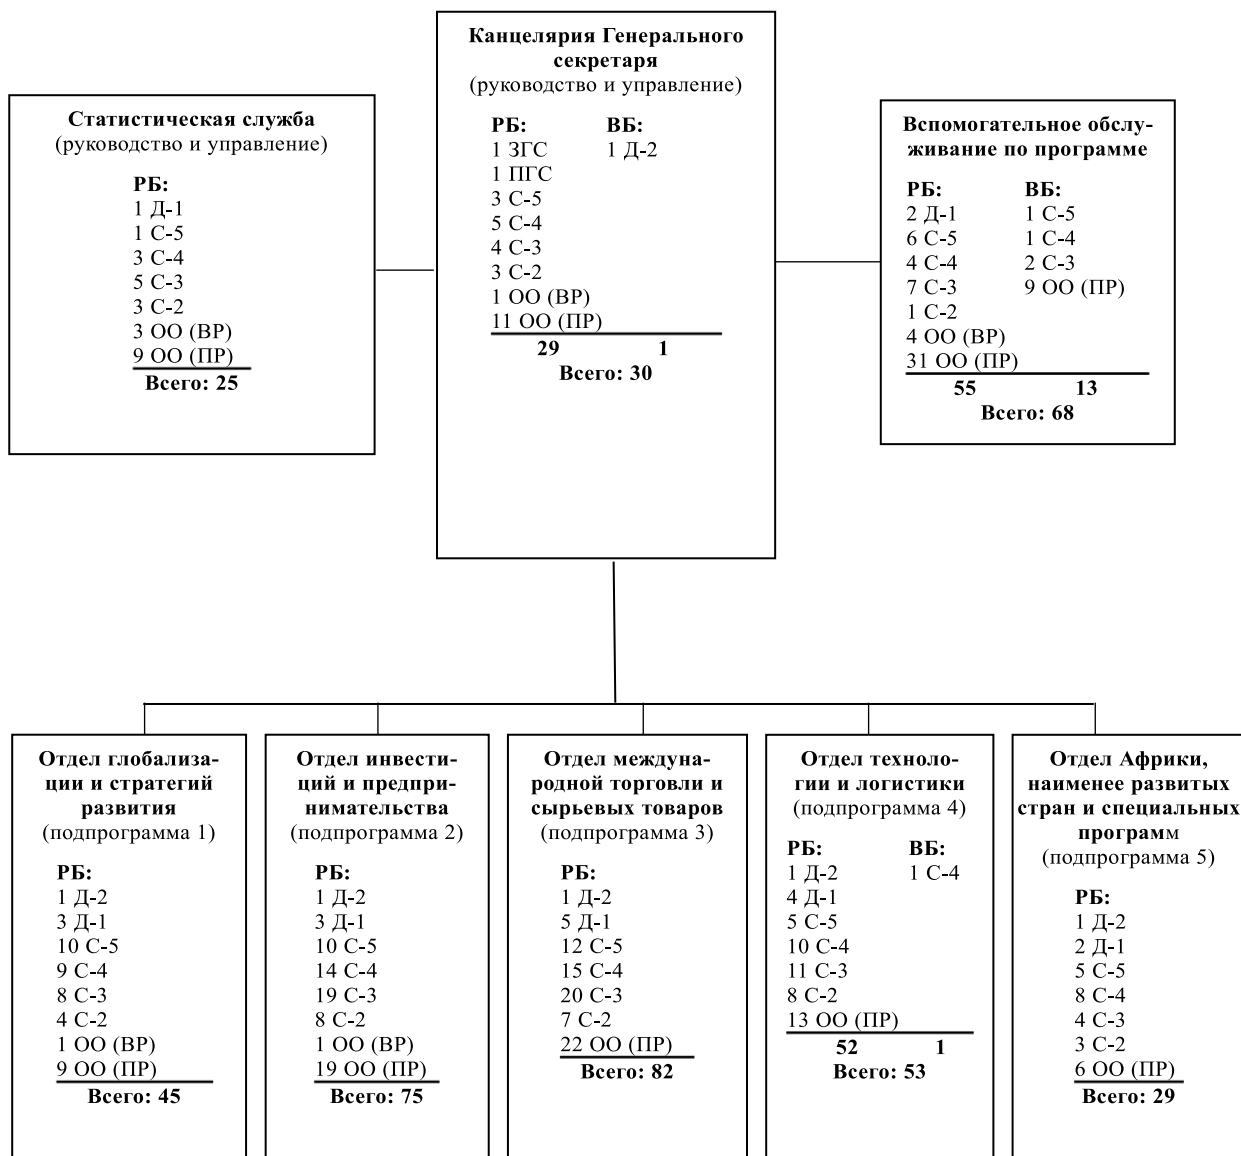 Канцелярия Генерального
секретаря
(руководство и управление)
РБ: ВБ:
1 ЗГС 1 Д-2
1 ПГС
3 С-5
5 С-4
4 С-3
3 С-2
1 ОО (ВР)
11 ОО (ПР)
29 1
Всего: 30
Статистическая служба
(руководство и управление)
РБ:
1 Д-1
1 С-5
3 С-4
5 С-3
3 С-2
3 ОО (ВР)
9 ОО (ПР)
Всего: 25
Вспомогательное обслу-
живание по программе
РБ: ВБ:
2 Д-1 1 С-5
6 С-5 1 С-4
4 С-4 2 С-3
7 С-3 9 ОО (ПР)
1 С-2
4 ОО (ВР)
31 ОО (ПР)
55 13
Всего: 68
Отдел глобализа-
ции и стратегий
развития
(подпрограмма 1)
РБ:
1 Д-2
3 Д-1
10 С-5
9 С-4
8 С-3
4 С-2
1 ОО (ВР)
9 ОО (ПР)
Всего: 45
Отдел инвести-
ций и предпри-
нимательства
(подпрограмма 2)
РБ:
1 Д-2
3 Д-1
10 С-5
14 С-4
19 С-3
8 С-2
1 ОО (ВР)
19 ОО (ПР)
Всего: 75
Отдел междуна-
родной торговли и
сырьевых товаров
(подпрограмма 3)
РБ:
1 Д-2
5 Д-1
12 С-5
15 С-4
20 С-3
7 С-2
22 ОО (ПР)
Всего: 82
Отдел техноло-
гии и логистики
(подпрограмма 4)
РБ: ВБ:
1 Д-2 1 С-4
4 Д-1
5 С-5
10 С-4
11 С-3
8 С-2
13 ОО (ПР)
52 1
Всего: 53
Отдел Африки,
наименее развитых
стран и специальных
программ
(подпрограмма 5)
РБ:
1 Д-2
2 Д-1
5 С-5
8 С-4
4 С-3
3 С-2
6 ОО (ПР)
Всего: 29